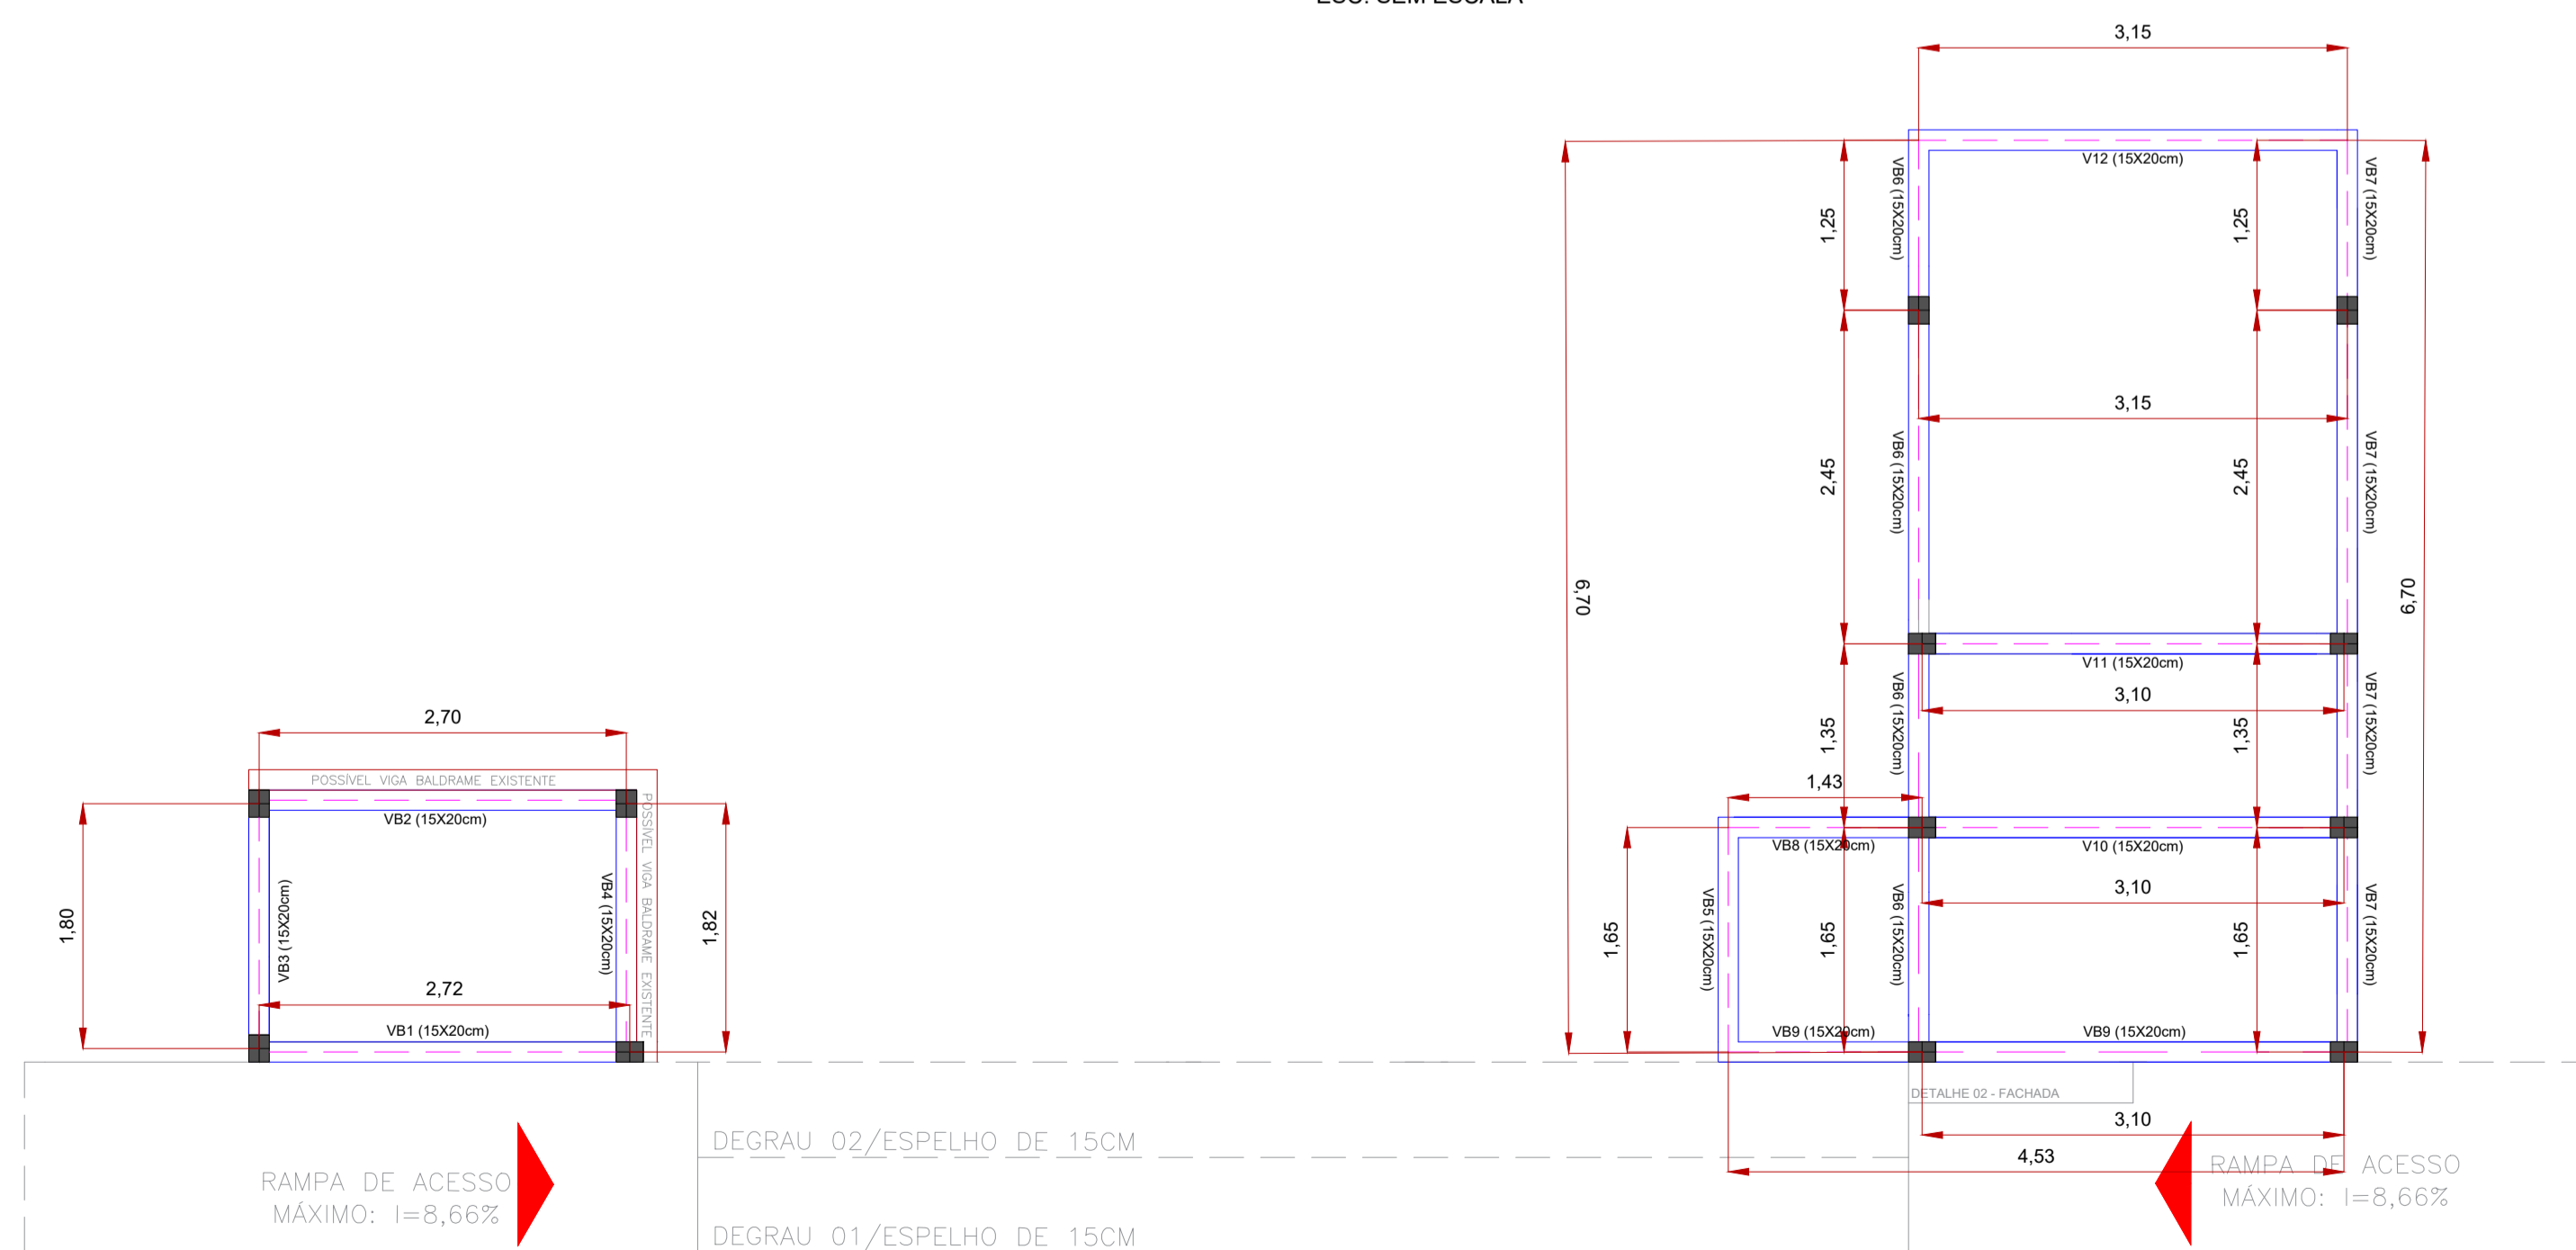 3,15
V12 (15X20cm)
VB6 (15X20cm)
VB7 (15X20cm)
1,25
1,25
3,15
VB6 (15X20cm)
VB7 (15X20cm)
2,45
2,45
6,70
6,70
V11 (15X20cm)
3,10
VB6 (15X20cm)
VB7 (15X20cm)
1,35
1,35
2,70
POSSÍVEL VIGA BALDRAME EXISTENTE
VB2 (15X20cm)
1,43
VB8 (15X20cm)
V10 (15X20cm)
3,10
1,80
VB3 (15X20cm)
VB4 (15X20cm)
POSSÍVEL VIGA BALDRAME EXISTENTE
1,82
1,65
VB5 (15X20cm)
1,65
VB6 (15X20cm)
1,65
VB7 (15X20cm)
2,72
VB1 (15X20cm)
VB9 (15X20cm)
VB9 (15X20cm)
DETALHE 02 - FACHADA
3,10
4,53
DEGRAU 02/ESPELHO DE 15CM
RAMPA DE ACESSO
MÁXIMO: I=8,66%
RAMPA DE ACESSO
MÁXIMO: I=8,66%
DEGRAU 01/ESPELHO DE 15CM